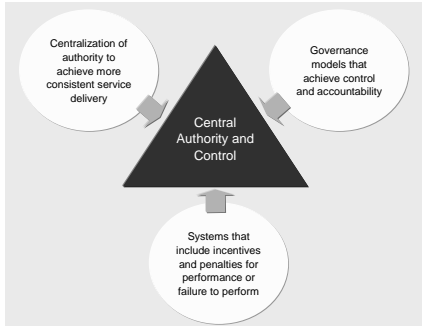 Centralization of
authority to
achieve more
consistent service
delivery
Governance
models that
achieve control
and accountability
Central
Authority and
Control
Systems that
include incentives
and penalties for
performance or
failure to perform